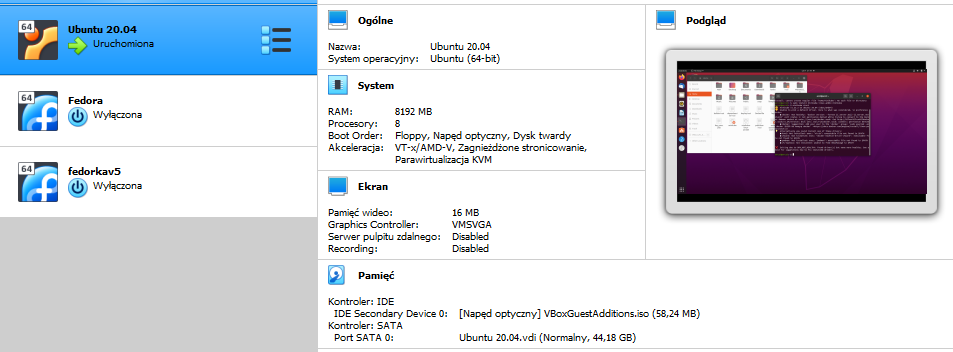 64
Ubuntu 20.04
Uruchomiona
64
Fedora
Wyłączona
64
fedorkav5
Wyłączona
Ogólne
Nazwa: Ubuntu 20.04
System operacyjny: Ubuntu (64-bit)
System
RAM: 8192 MB
Procesory: 8
Boot Order: Floppy, Napęd optyczny, Dysk twardy
Akceleracja: VT-x/AMD-V, Zagnieżdżone stronicowanie,
Parawirtualizacja KVM
Ekran
Pamięć wideo: 16 MB
Graphics Controller: VMSVGA
Serwer pulpitu zdalnego: Disabled
Recording: Disabled
Pamięć
Kontroler: IDE
IDE Secondary Device 0: [Napęd optyczny] VBoxGuestAdditions.iso (58,24 MB)
Kontroler: SATA
Port SATA 0: Ubuntu 20.04.vdi (Normalny, 44,18 GB)
Podgląd